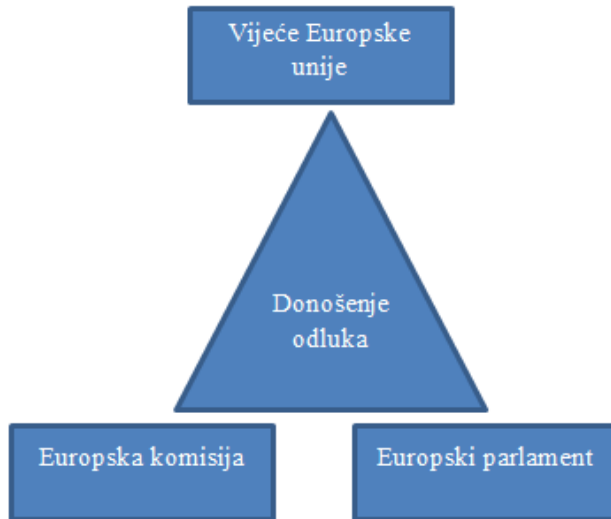 Vijeće Europske
unije
Donošenje
odluka
Europska komisija
Europski parlament